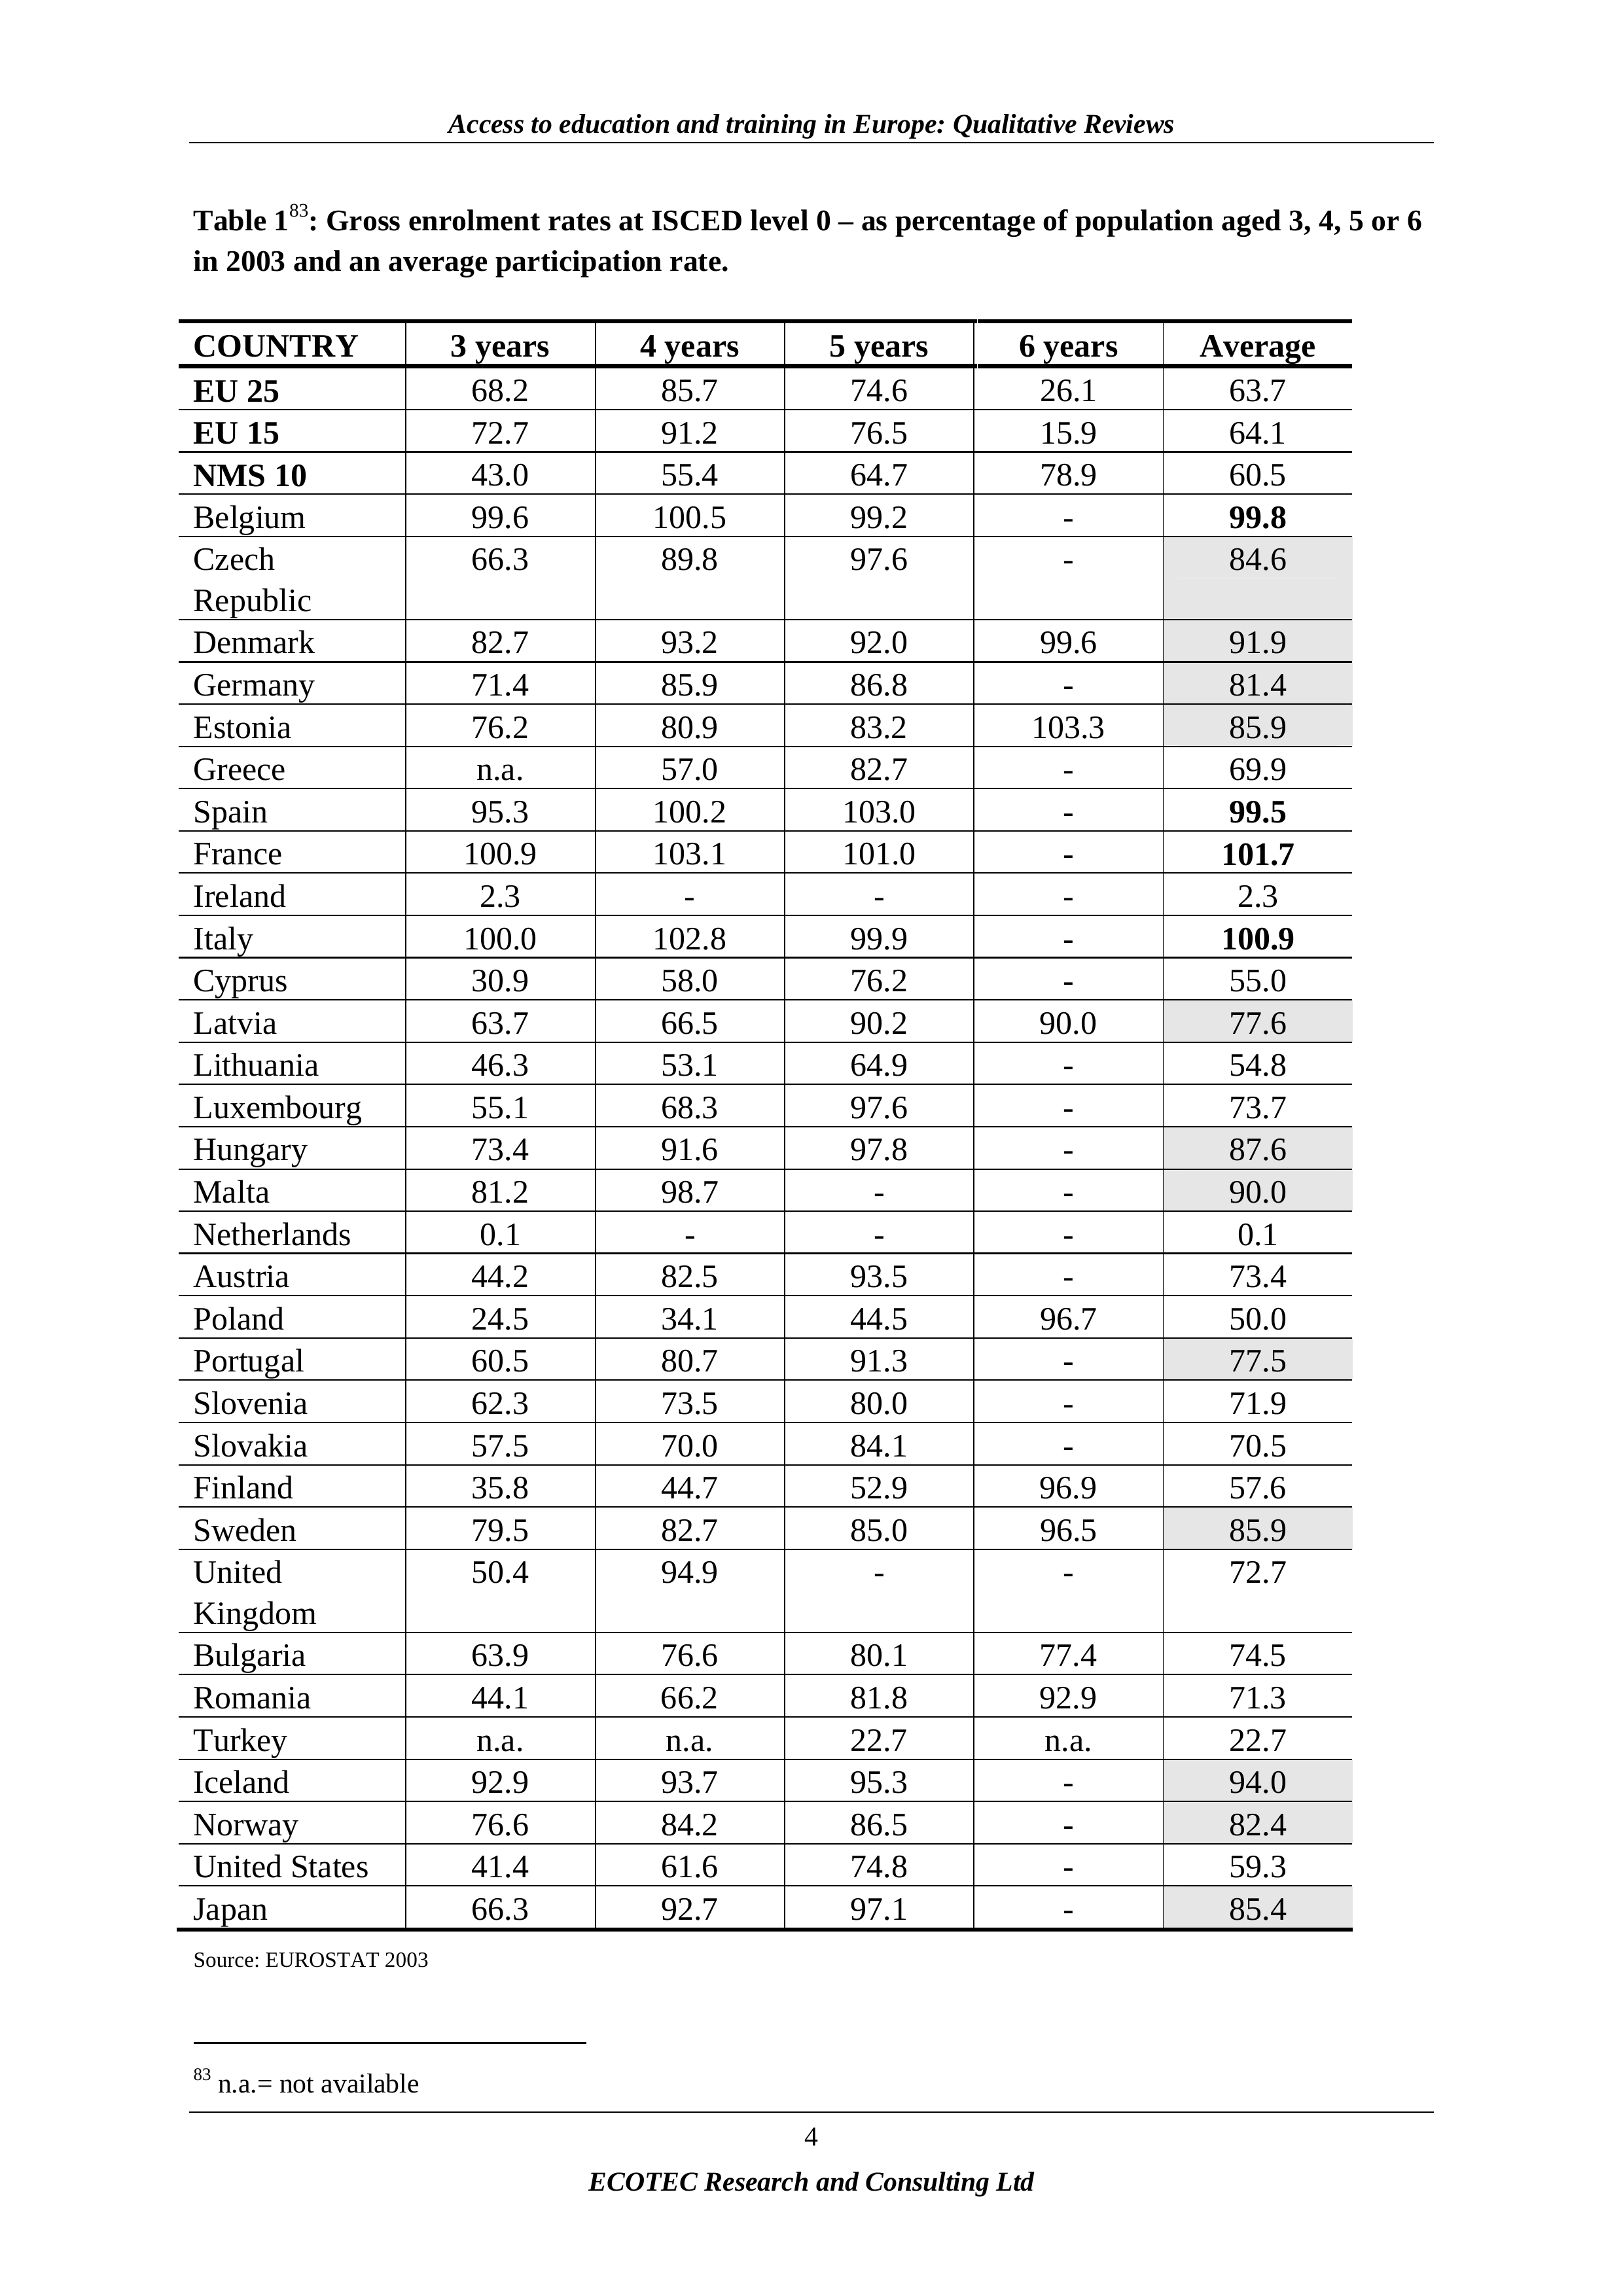 Access to education and training in Europe: Qualitative Reviews
Table 183: Gross enrolment rates at ISCED level 0 – as percentage of population aged 3, 4, 5 or 6
in 2003 and an average participation rate.
COUNTRY 3 years 4 years 5 years 6 years Average
EU 25 68.2 85.7 74.6 26.1 63.7
EU 15 72.7 91.2 76.5 15.9 64.1
NMS 10 43.0 55.4 64.7 78.9 60.5
Belgium 99.6 100.5 99.2 - 99.8
Czech 66.3 89.8 97.6 - 84.6
Republic
Denmark 82.7 93.2 92.0 99.6 91.9
Germany 71.4 85.9 86.8 - 81.4
Estonia 76.2 80.9 83.2 103.3 85.9
Greece n.a. 57.0 82.7 - 69.9
Spain 95.3 100.2 103.0 - 99.5
France 100.9 103.1 101.0 - 101.7
Ireland 2.3 - - - 2.3
Italy 100.0 102.8 99.9 - 100.9
Cyprus 30.9 58.0 76.2 - 55.0
Latvia 63.7 66.5 90.2 90.0 77.6
Lithuania 46.3 53.1 64.9 - 54.8
Luxembourg 55.1 68.3 97.6 - 73.7
Hungary 73.4 91.6 97.8 - 87.6
Malta 81.2 98.7 - - 90.0
Netherlands 0.1 - - - 0.1
Austria 44.2 82.5 93.5 - 73.4
Poland 24.5 34.1 44.5 96.7 50.0
Portugal 60.5 80.7 91.3 - 77.5
Slovenia 62.3 73.5 80.0 - 71.9
Slovakia 57.5 70.0 84.1 - 70.5
Finland 35.8 44.7 52.9 96.9 57.6
Sweden 79.5 82.7 85.0 96.5 85.9
United 50.4 94.9 - - 72.7
Kingdom
Bulgaria 63.9 76.6 80.1 77.4 74.5
Romania 44.1 66.2 81.8 92.9 71.3
Turkey n.a. n.a. 22.7 n.a. 22.7
Iceland 92.9 93.7 95.3 - 94.0
Norway 76.6 84.2 86.5 - 82.4
United States 41.4 61.6 74.8 - 59.3
Japan 66.3 92.7 97.1 - 85.4
Source: EUROSTAT 2003
83 n.a.= not available
4
ECOTEC Research and Consulting Ltd